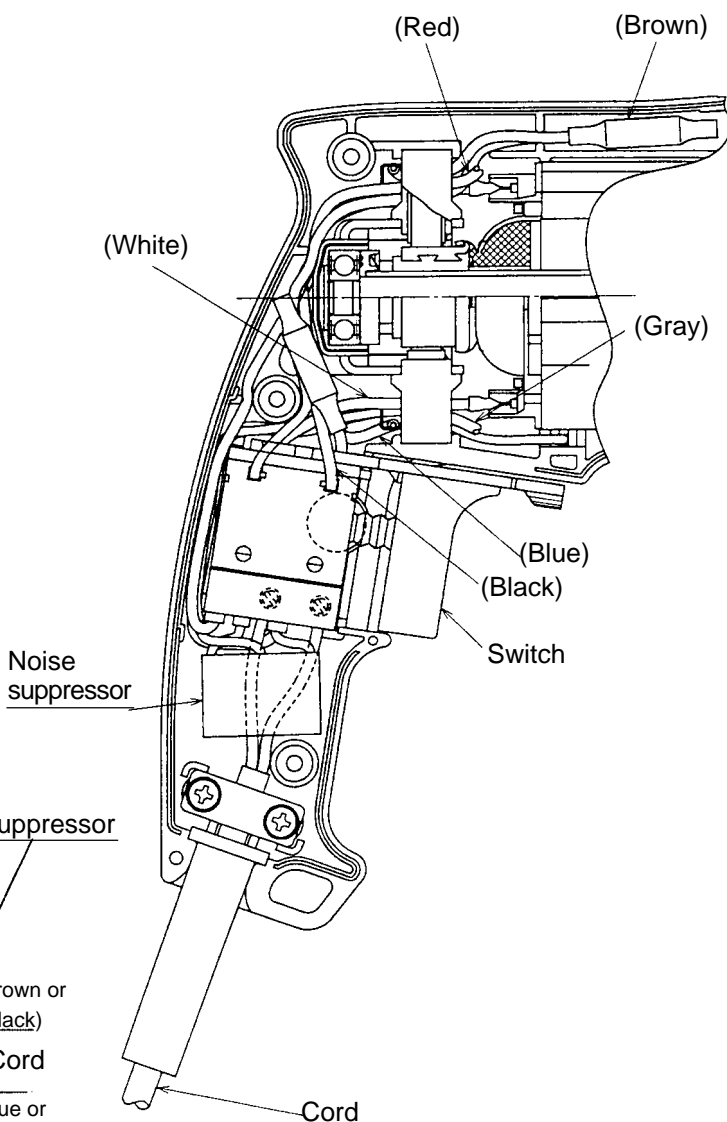 (Red)
(Brown)
(White)
(Gray)
(Blue)
(Black)
Switch
Noise
suppressor
uppressor
rown or
lack)
Cord
ue or
Cord